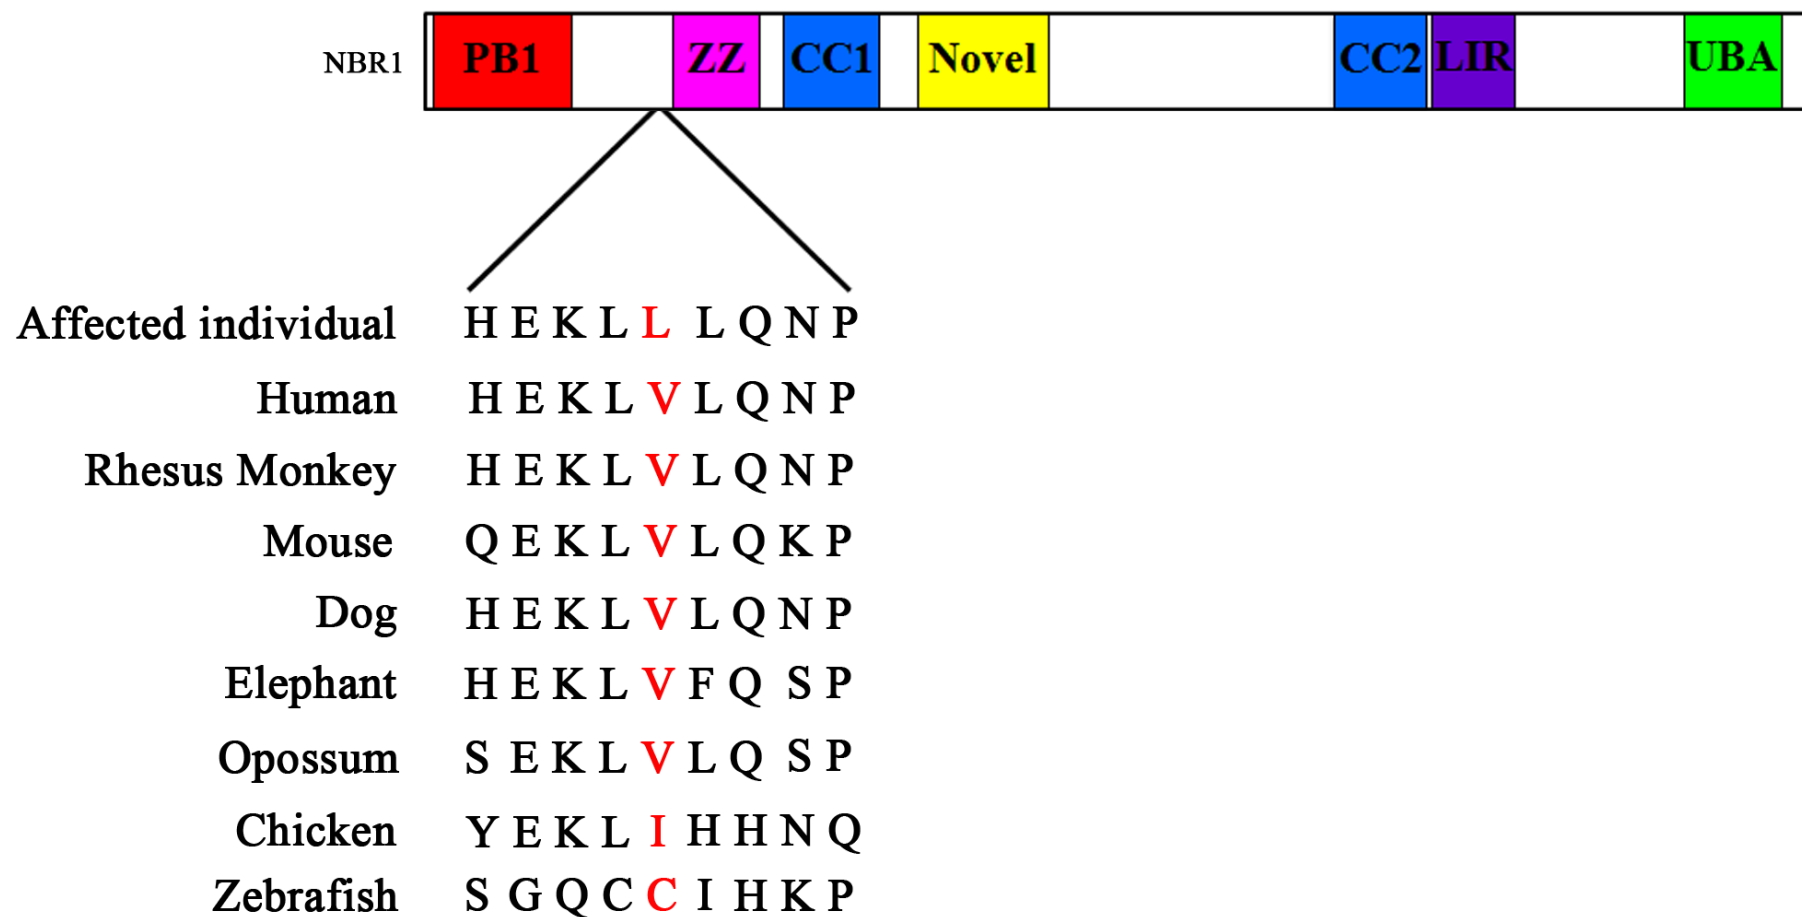 NBR1 PB1 ZZ CC1 Novel CC2 LIR UBA
Affected individual H E K L L L Q N P
Human H E K L V L Q N P
Rhesus Monkey H E K L V L Q N P
Mouse Q E K L V L Q K P
Dog H E K L V L Q N P
Elephant H E K L V F Q S P
Opossum S E K L V L Q S P
Chicken Y E K L I H H N Q
Zebrafish S G Q C C I H K P